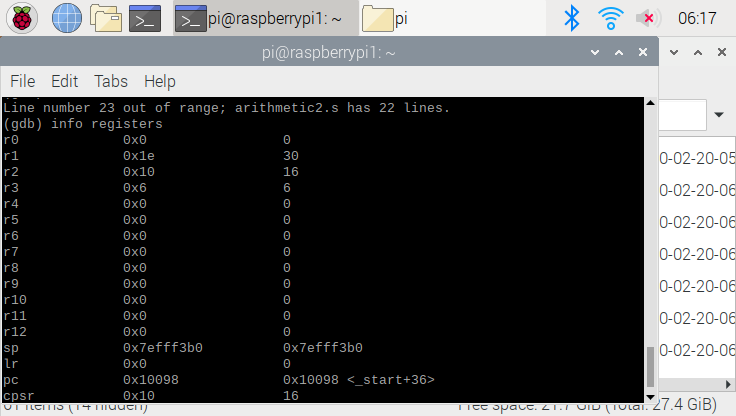 pi@raspberrypi1: ~
pi
06:17
pi@raspberrypi1: ~
File Edit Tabs Help
Line number 23 out of range; arithmetic2.s has 22 lines.
(gdb) info registers
r0 0x0 0
r1 0x1e 30
r2 0x10 16
r3 0x6 6
r4 0x0 0
r5 0x0 0
r6 0x0 0
r7 0x0 0
r8 0x0 0
r9 0x0 0
r10 0x0 0
r11 0x0 0
r12 0x0 0
sp 0x7efff3b0 0x7efff3b0
lr 0x0 0
pc 0x10098 0x10098 <_start+36>
cpsr 0x10 16
0-02-20-05
0-02-20-06
0-02-20-06
0-02-20-06
0-02-20-06
0-02-20-06
0-02-20-06
items (14 hidden)
Free space: 21.7 GiB (Total: 27.4 GiB)